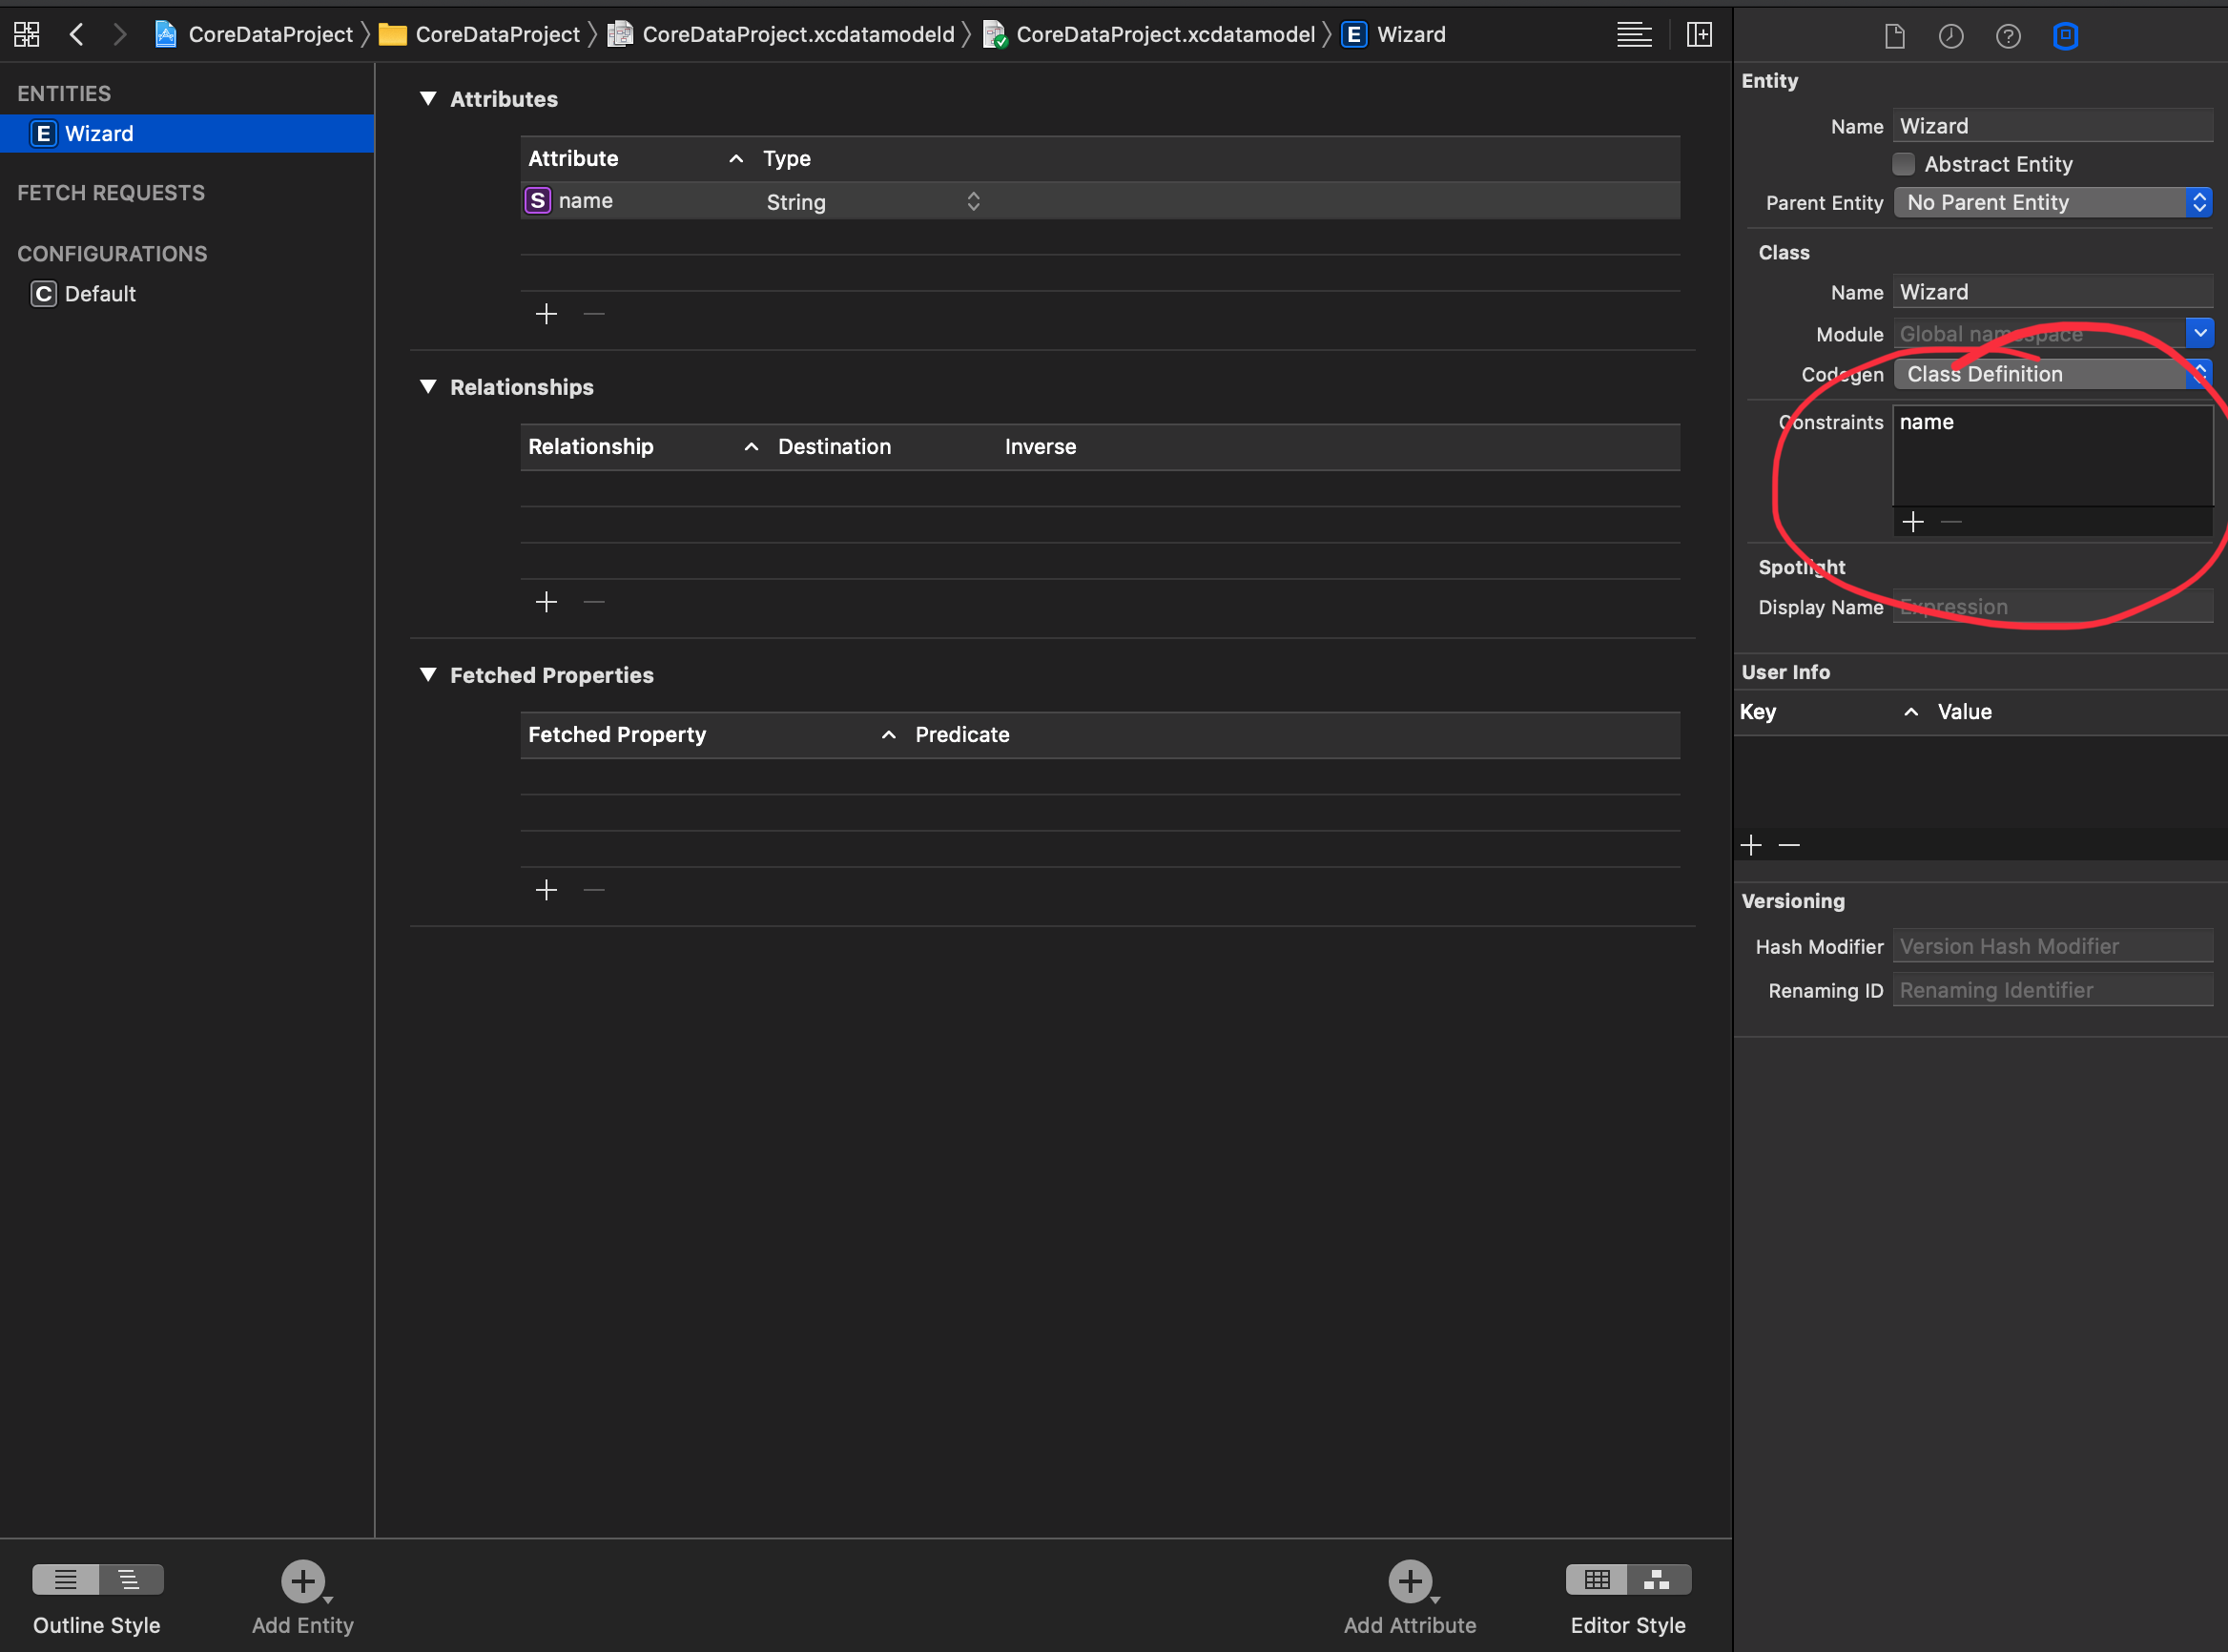 CoreDataProject CoreDataProject CoreDataProject.xcdatamodeld CoreDataProject.xcdatamodel E Wizard
ENTITIES
E Wizard
FETCH REQUESTS
CONFIGURATIONS
C Default
Attributes
Attribute Type
S name String
Relationships
Relationship Destination Inverse
Fetched Properties
Fetched Property Predicate
Outline Style
Add Entity
Add Attribute
Editor Style
Entity
Name Wizard
Abstract Entity
Parent Entity No Parent Entity
Class
Name Wizard
Module Global namespace
Codegen Class Definition
Constraints name
Spotlight
Display Name Expression
User Info
Key Value
Versioning
Hash Modifier Version Hash Modifier
Renaming ID Renaming Identifier